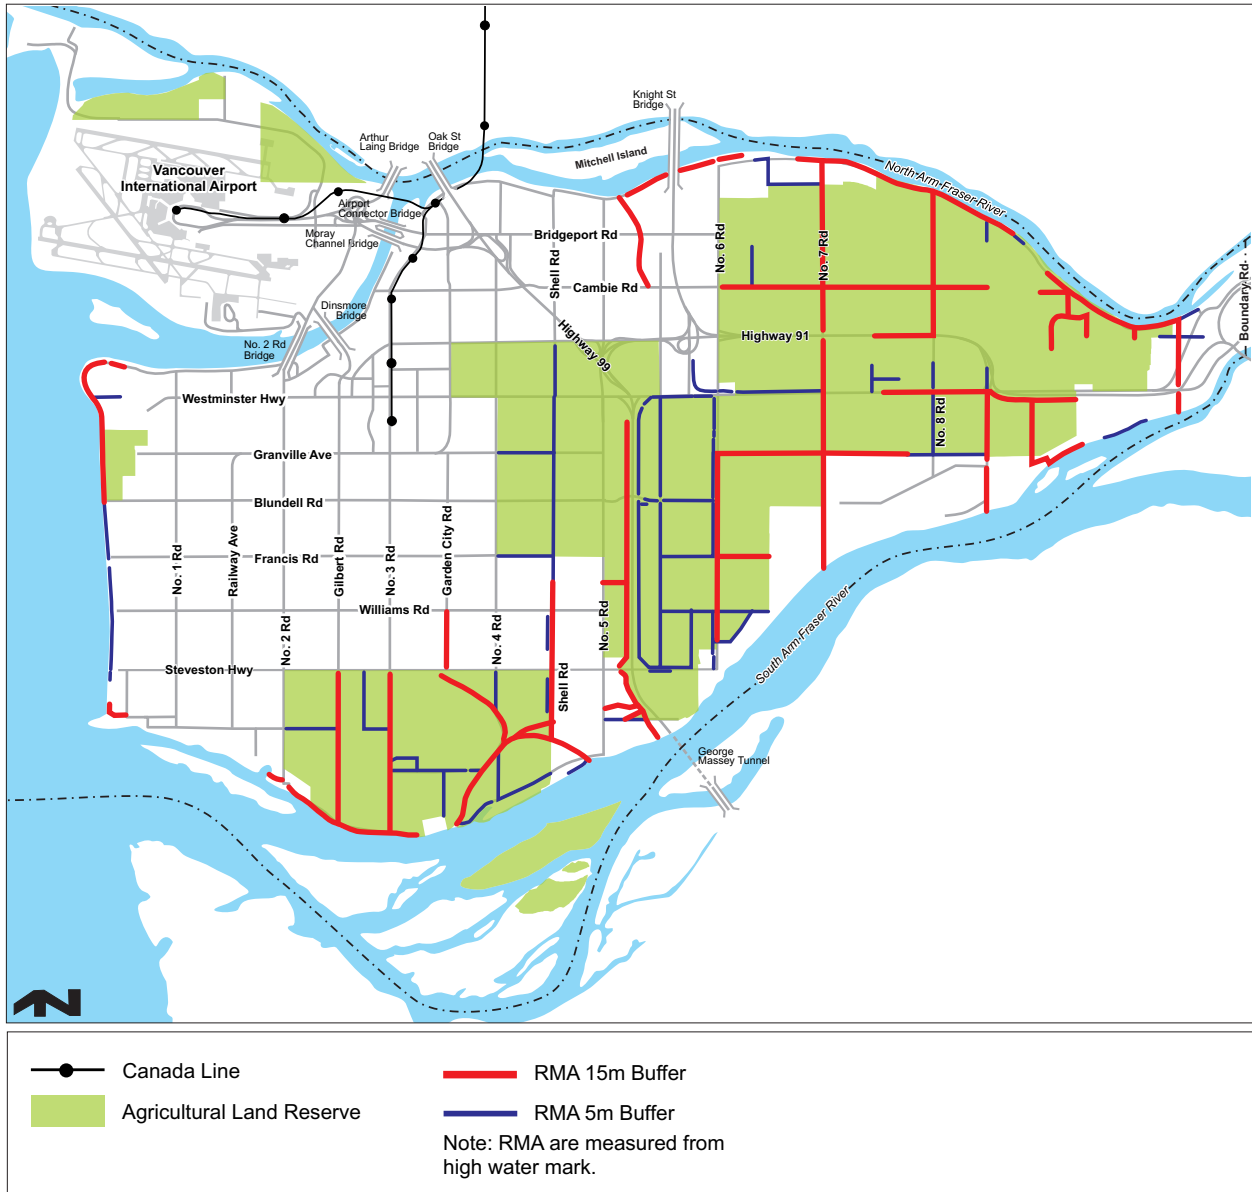 Knight St
Bridge
Arthur
Laing Bridge
Oak St
Bridge
Mitchell Island
Vancouver
International Airport
North Arm Fraser River
Airport
Connector Bridge
Moray
Channel Bridge
Bridgeport Rd
No. 6 Rd
No. 7 Rd
Shell Rd
Cambie Rd
Boundary Rd
Dinsmore
Bridge
No. 2 Rd
Bridge
Highway 99
Highway 91
Westminster Hwy
No. 8 Rd
Granville Ave
Blundell Rd
Francis Rd
No. 1 Rd
Railway Ave
Gilbert Rd
No. 3 Rd
Garden City Rd
Williams Rd
No. 2 Rd
No. 4 Rd
No. 5 Rd
South Arm Fraser River
Steveston Hwy
Shell Rd
George
Massey Tunnel
N
Canada Line
Agricultural Land Reserve
RMA 15m Buffer
RMA 5m Buffer
Note: RMA are measured from
high water mark.